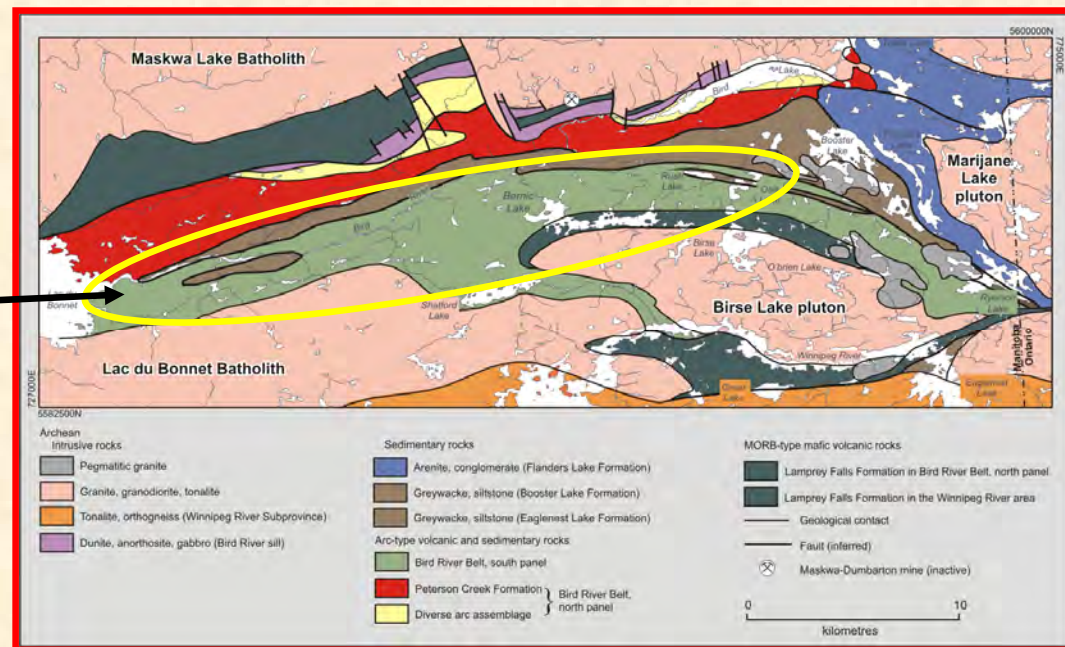 5600000N
775000E
Maskwa Lake Batholith
Lake
Bird
Booster
Lake
Marijane
Lake
pluton
Rush
Lake
Bernic
Lake
River
Bird
Birse
Lake
O'brien Lake
Lac du
Bonnet
Shatford
Lake
Birse Lake pluton
Ryerson
Lake
Winnipeg River
Manitoba
Ontario
Lac du Bonnet Batholith
Lake
Eaglenest
Lake
727000E
5582500N
Archean
Intrusive rocks
Pegmatitic granite
Granite, granodiorite, tonalite
Tonalite, orthogneiss (Winnipeg River Subprovince)
Dunite, anorthosite, gabbro (Bird River sill)
Sedimentary rocks
Arenite, conglomerate (Flanders Lake Formation)
Greywacke, siltstone (Booster Lake Formation)
Greywacke, siltstone (Eaglenest Lake Formation)
Arc-type volcanic and sedimentary rocks
Bird River Belt, south panel
Peterson Creek Formation
Diverse arc assemblage
Bird River Belt,
north panel
MORB-type mafic volcanic rocks
Lamprey Falls Formation in Bird River Belt, north panel
Lamprey Falls Formation in the Winnipeg River area
Geological contact
Fault (inferred)
Maskwa-Dumbarton mine (inactive)
0 10
kilometres